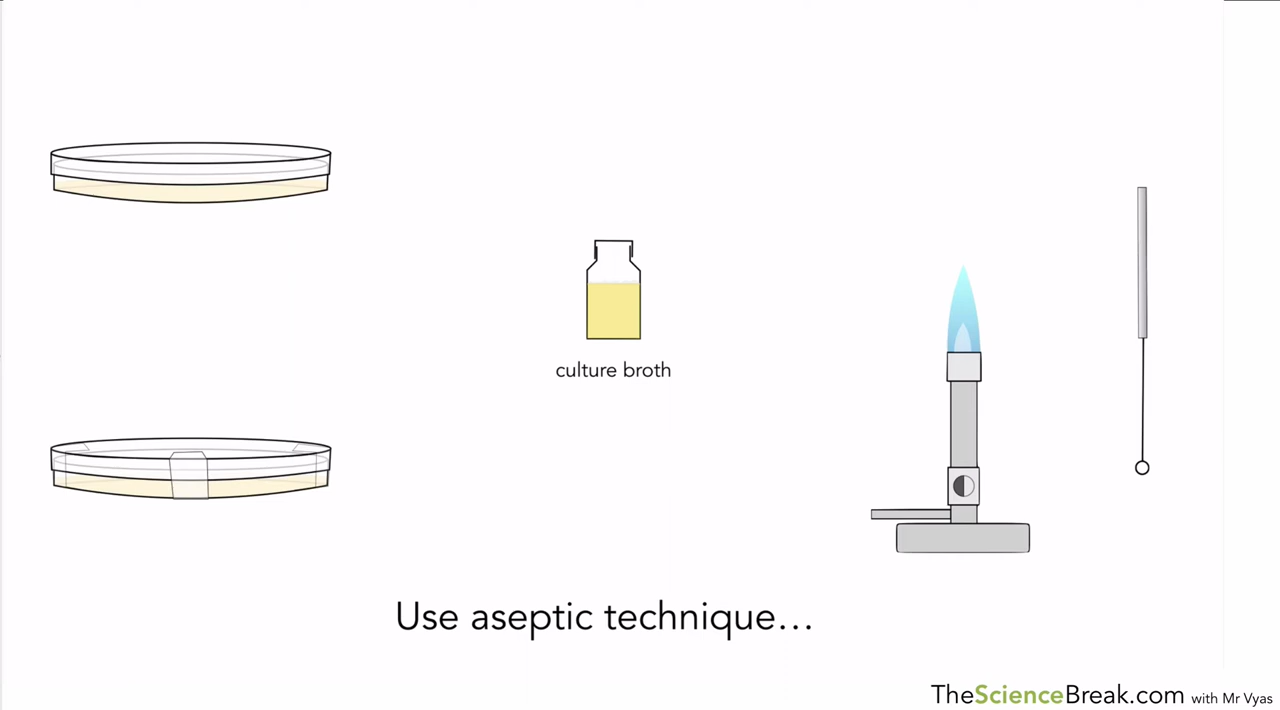 culture broth
Use aseptic technique...
TheScienceBreak.com with Mr Vyas